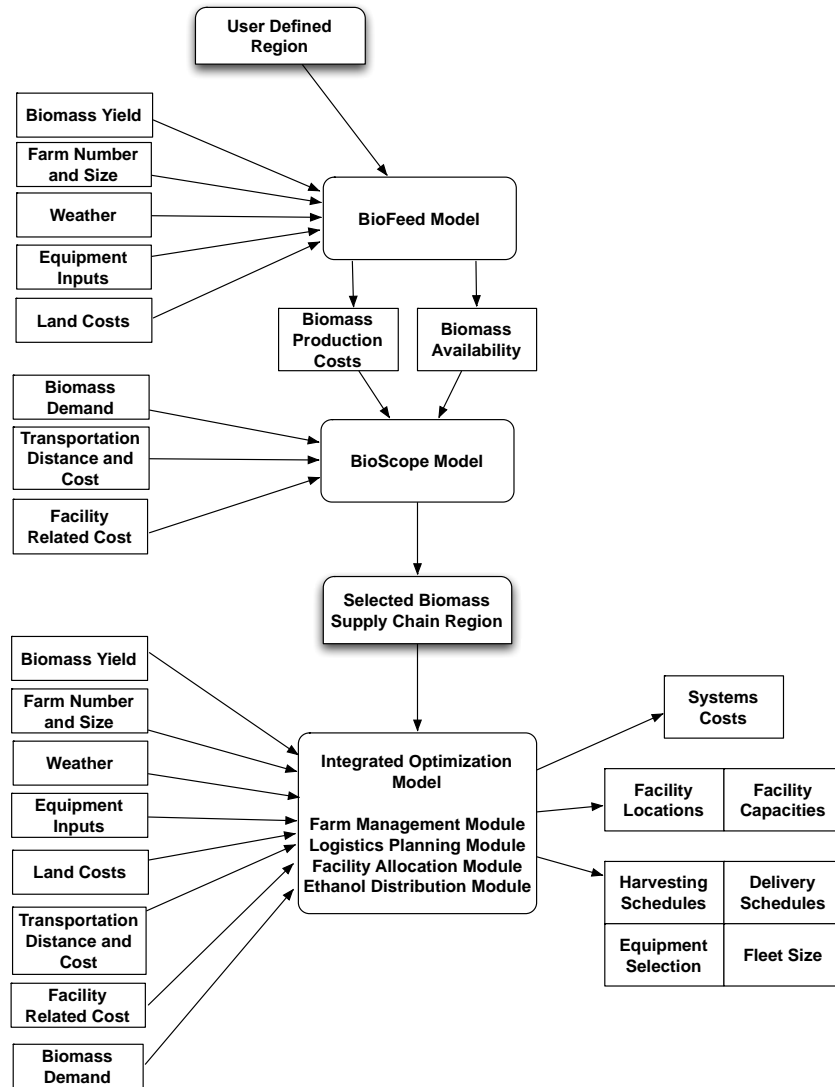 User Defined
Region
Biomass Yield
Farm Number
and Size
Weather
Equipment
Inputs
Land Costs
BioFeed Model
Biomass
Production
Costs
Biomass
Availability
Biomass
Demand
Transportation
Distance and
Cost
Facility
Related Cost
BioScope Model
Selected Biomass
Supply Chain Region
Biomass Yield
Farm Number
and Size
Weather
Equipment
Inputs
Land Costs
Transportation
Distance and
Cost
Facility
Related Cost
Biomass
Demand
Integrated Optimization
Model
Farm Management Module
Logistics Planning Module
Facility Allocation Module
Ethanol Distribution Module
Systems
Costs
Facility
Locations
Facility
Capacities
Harvesting
Schedules
Delivery
Schedules
Equipment
Selection
Fleet Size